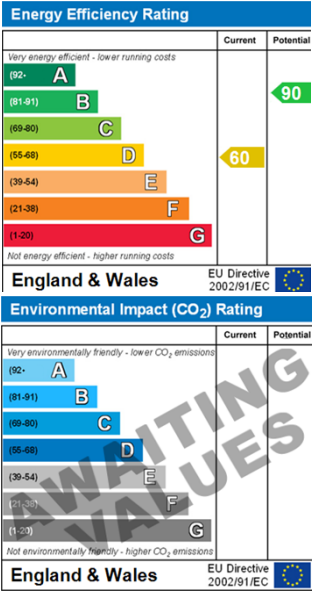 Energy Efficiency Rating
Current Potential
Very energy efficient - lower running costs
(92+ A
(81-91) B
(69-80) C
(55-68) D
(39-54) E
(21-38) F
(1-20) G
90
60
Not energy efficient - higher running costs
England & Wales
EU Directive
2002/91/EC
Environmental Impact (CO₂) Rating
Current Potential
Very environmentally friendly - lower CO₂ emissions
(92+ A
(81-91) B
(69-80) C
(55-68) D
(39-54) E
(21-38) F
(1-20) G
AWAITING
VALUES
Not environmentally friendly - higher CO₂ emissions
England & Wales
EU Directive
2002/91/EC